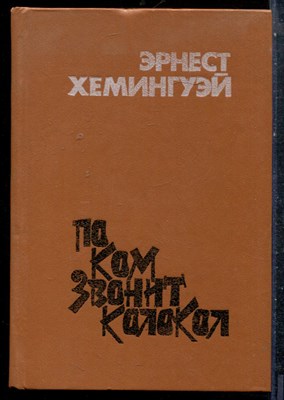 ЭРНЕСТ
ХЕМИНГУЭЙ
ПО
КОМ
ЗВОНИТ
КОЛОКОЛ